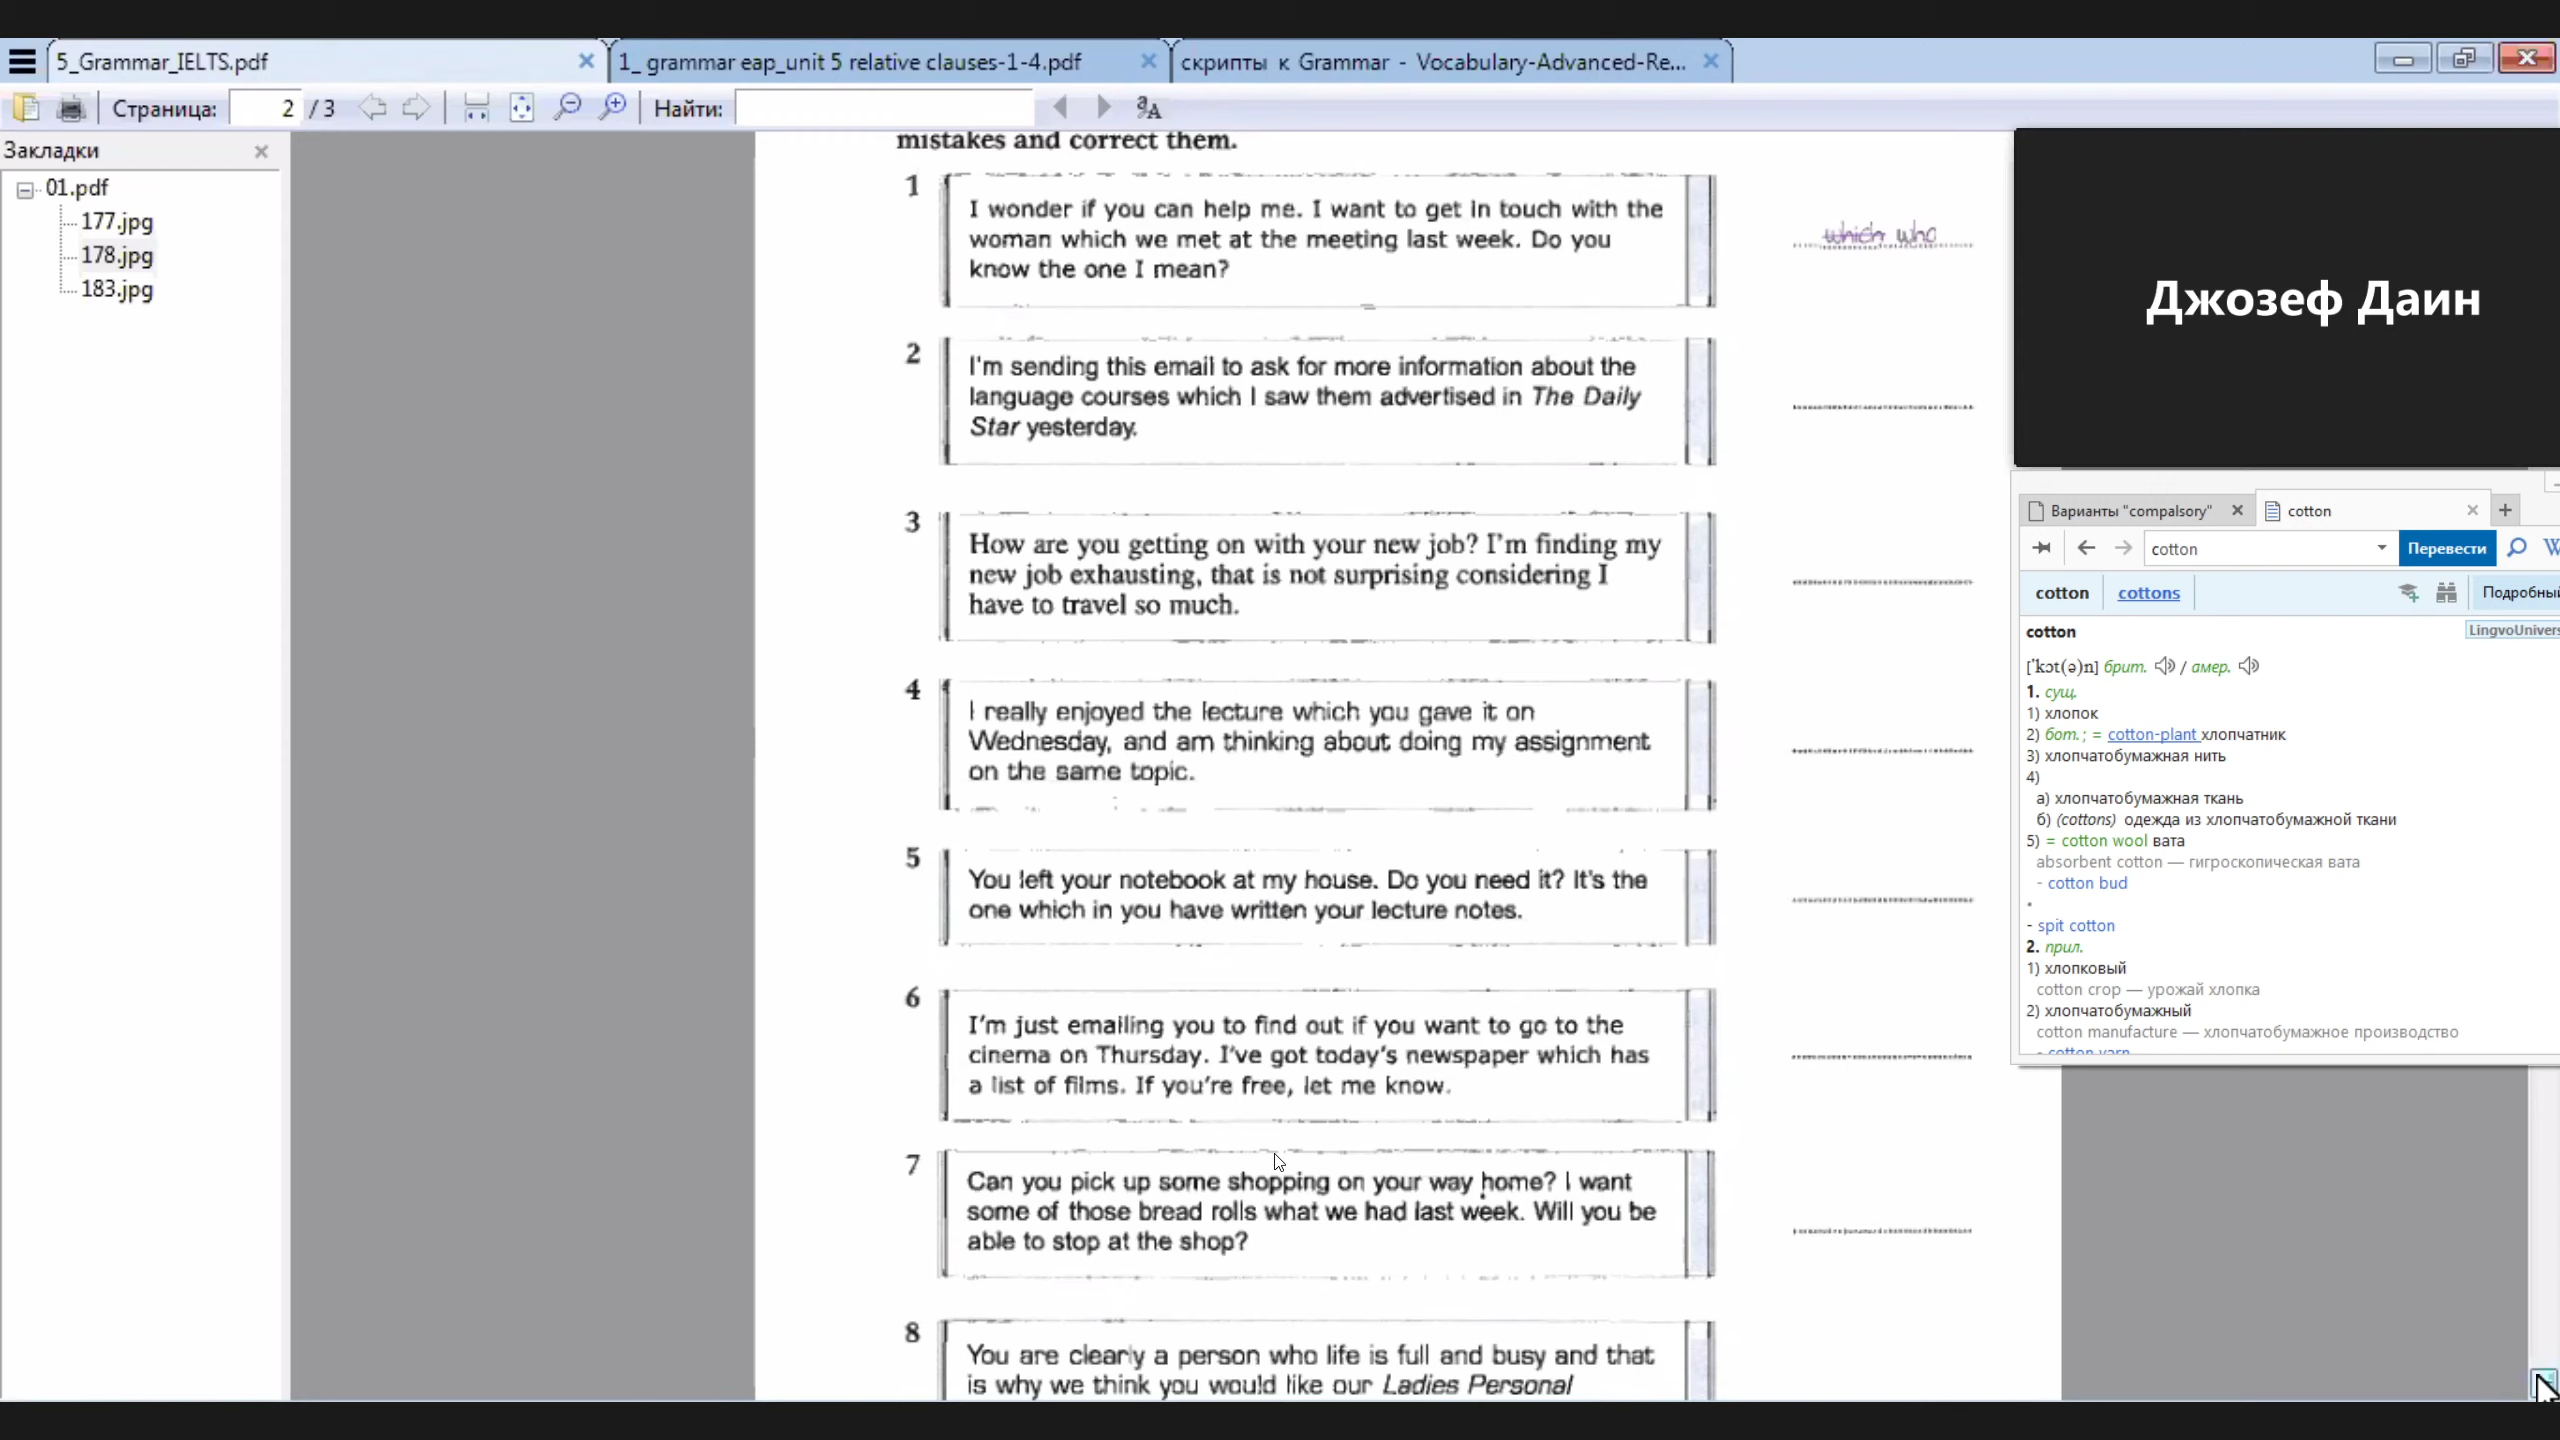 5_Grammar_IELTS.pdf
1_ grammar eap_unit 5 relative clauses-1-4.pdf
скрипты к Grammar - Vocabulary-Advanced-Re...
Страница: 2 / 3
Найти:
Закладки
01.pdf
177.jpg
178.jpg
183.jpg
mistakes and correct them.
1
I wonder if you can help me. I want to get in touch with the
woman which we met at the meeting last week. Do you
know the one I mean?
which who
2
I'm sending this email to ask for more information about the
language courses which I saw them advertised in The Daily
Star yesterday.
3
How are you getting on with your new job? I'm finding my
new job exhausting, that is not surprising considering I
have to travel so much.
4
I really enjoyed the lecture which you gave it on
Wednesday, and am thinking about doing my assignment
on the same topic.
5
You left your notebook at my house. Do you need it? It's the
one which in you have written your lecture notes.
6
I'm just emailing you to find out if you want to go to the
cinema on Thursday. I've got today's newspaper which has
a list of films. If you're free, let me know.
7
Can you pick up some shopping on your way home? I want
some of those bread rolls what we had last week. Will you be
able to stop at the shop?
8
You are clearly a person who life is full and busy and that
is why we think you would like our Ladies Personal
Джозеф Даин
Варианты "compalsory"
cotton
cotton
Перевести
W
cotton
cottons
Подробный
cotton
LingvoUnivers
['kɔt(ə)n] брит. / амер.
1. сущ.
1) хлопок
2) бот.; = cotton-plant хлопчатник
3) хлопчатобумажная нить
4)
а) хлопчатобумажная ткань
б) (cottons) одежда из хлопчатобумажной ткани
5) = cotton wool вата
absorbent cotton — гигроскопическая вата
- cotton bud
•
- spit cotton
2. прил.
1) хлопковый
cotton crop — урожай хлопка
2) хлопчатобумажный
cotton manufacture — хлопчатобумажное производство
- cotton yarn